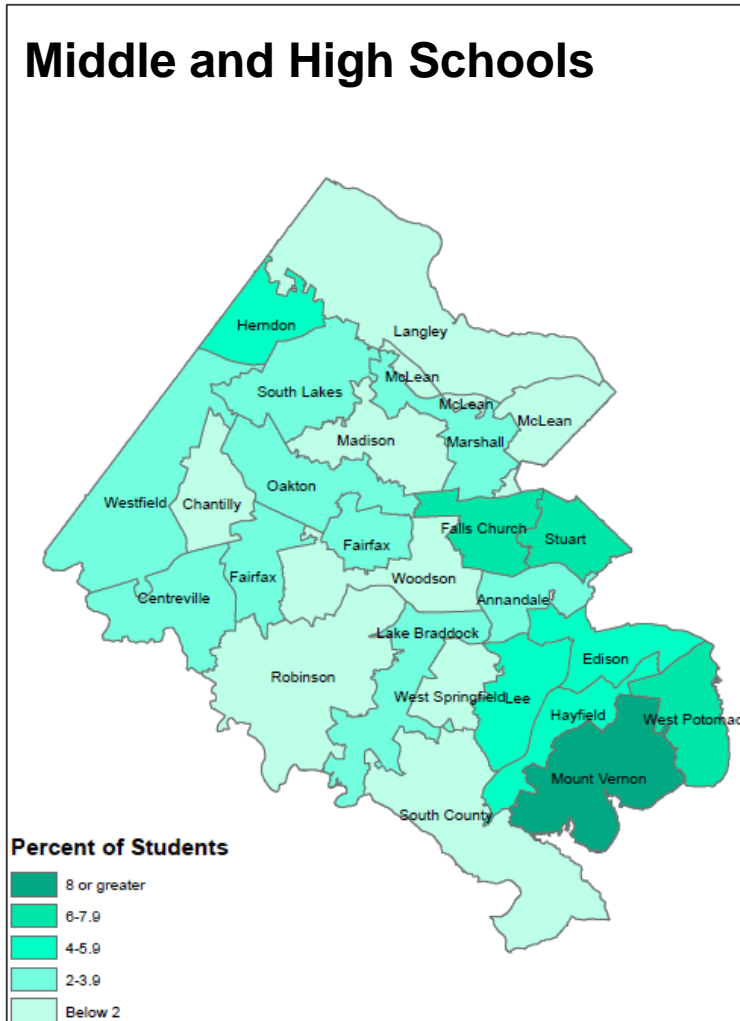 Middle and High Schools
Herndon
Langley
McLean
South Lakes
McLean
McLean
Madison
Marshall
Oakton
Westfield
Chantilly
Falls Church
Stuart
Fairfax
Woodson
Fairfax
Centreville
Annandale
Lake Braddock
Edison
Robinson
West Springfield
Lee
Hayfield
West Potomac
Mount Vernon
South County
Percent of Students
8 or greater
6-7.9
4-5.9
2-3.9
Below 2